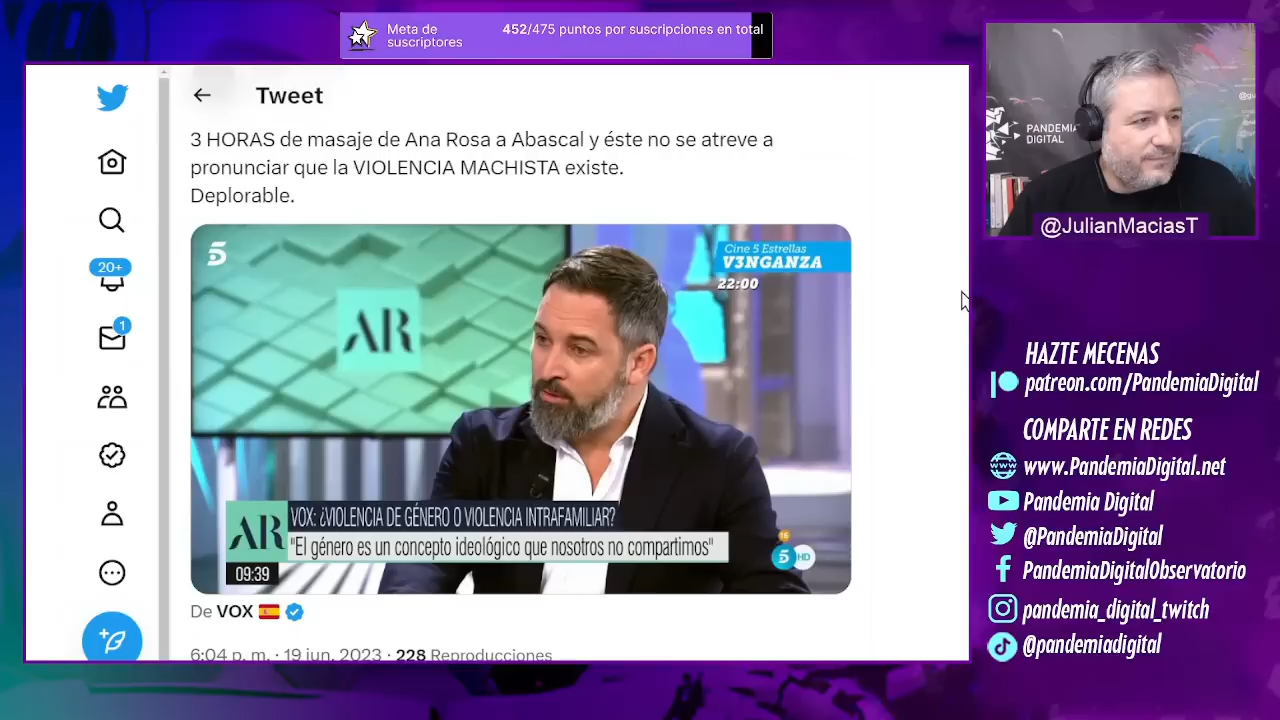 Meta de
suscriptores
452/475 puntos por suscripciones en total
Tweet
3 HORAS de masaje de Ana Rosa a Abascal y éste no se atreve a
pronunciar que la VIOLENCIA MACHISTA existe.
Deplorable.
20+
1
5
Cine 5 Estrellas
V3NGANZA
22:00
AR
AR
VOX: ¿VIOLENCIA DE GÉNERO O VIOLENCIA INTRAFAMILIAR?
"El género es un concepto ideológico que nosotros no compartimos"
09:39
16
5 HD
De VOX
6:04 p. m. · 19 jun. 2023 · 228 Reproducciones
PANDEMIA
DIGITAL
@JulianMaciasT
HAZTE MECENAS
patreon.com/PandemiaDigital
COMPARTE EN REDES
www.PandemiaDigital.net
Pandemia Digital
@PandemiaDigital
PandemiaDigitalObservatorio
pandemia_digital_twitch
@pandemiadigital